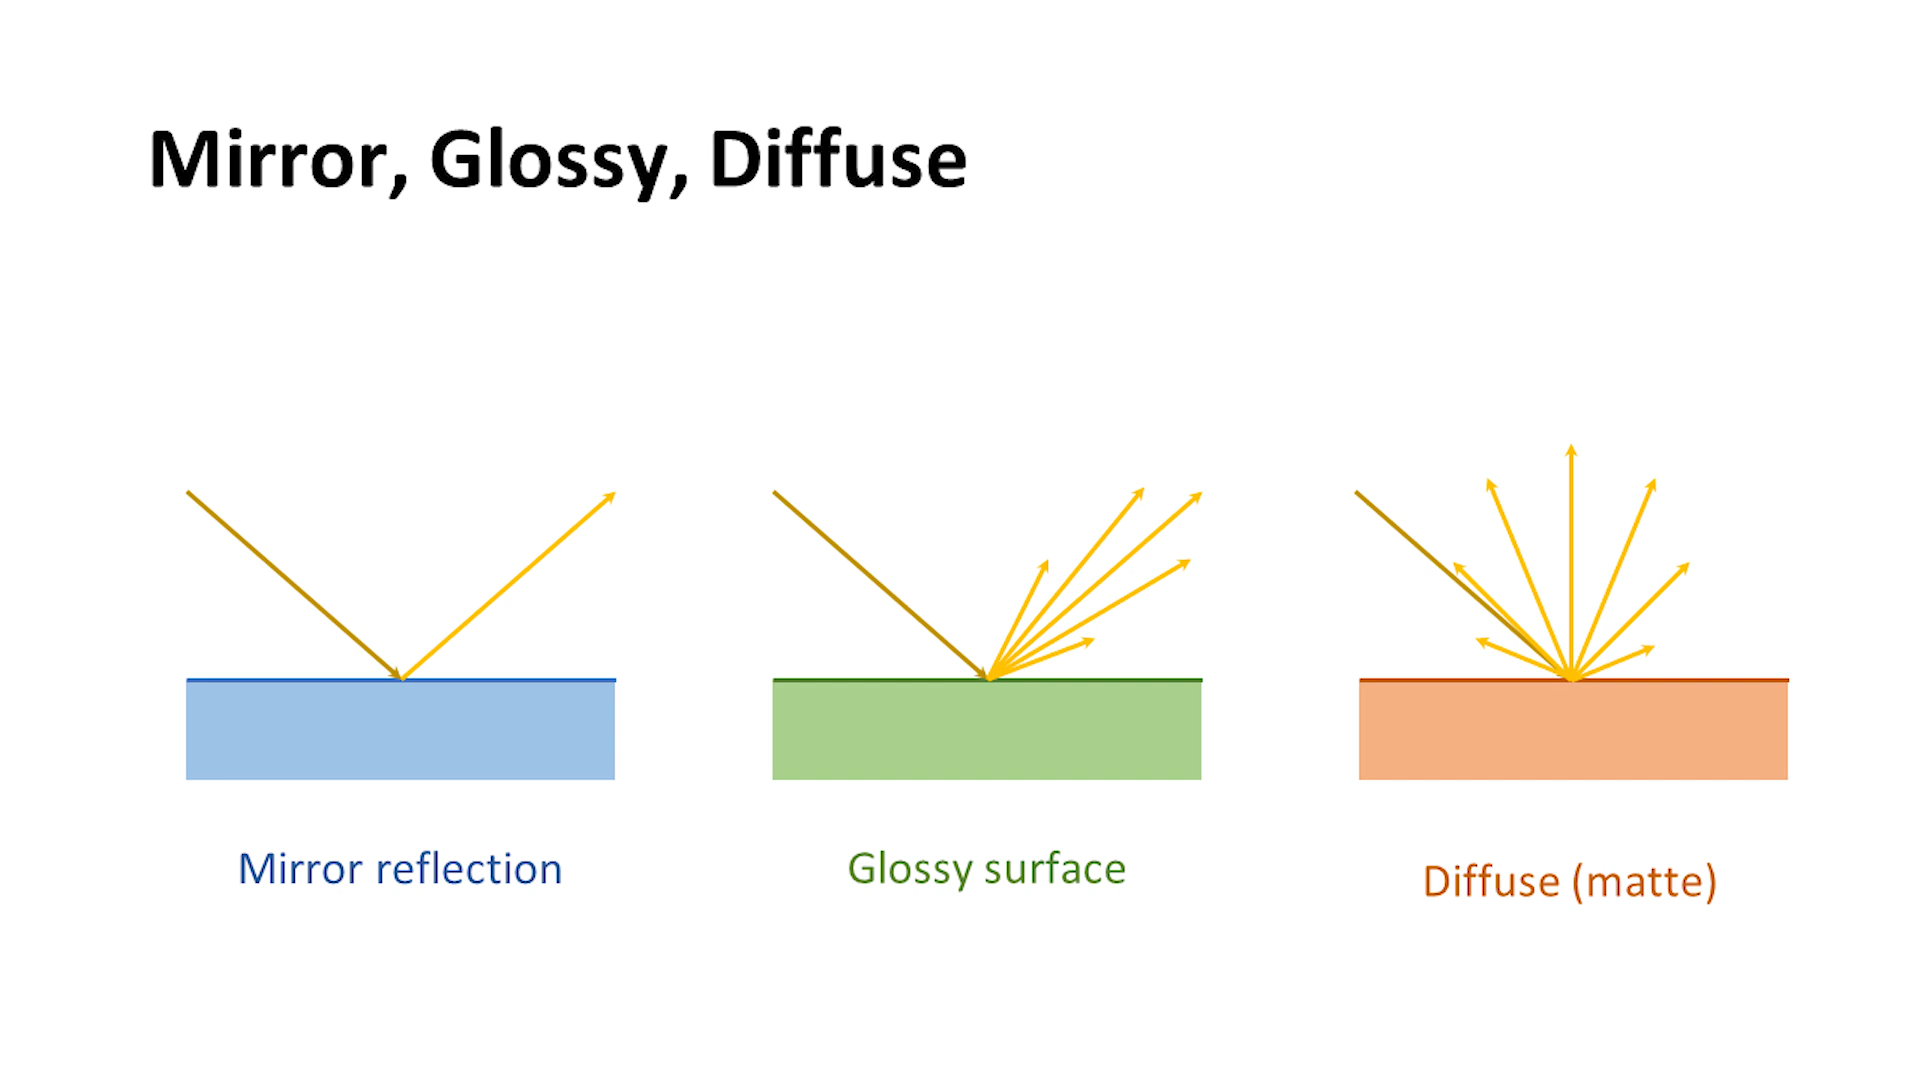 Mirror, Glossy, Diffuse
Mirror reflection
Glossy surface
Diffuse (matte)